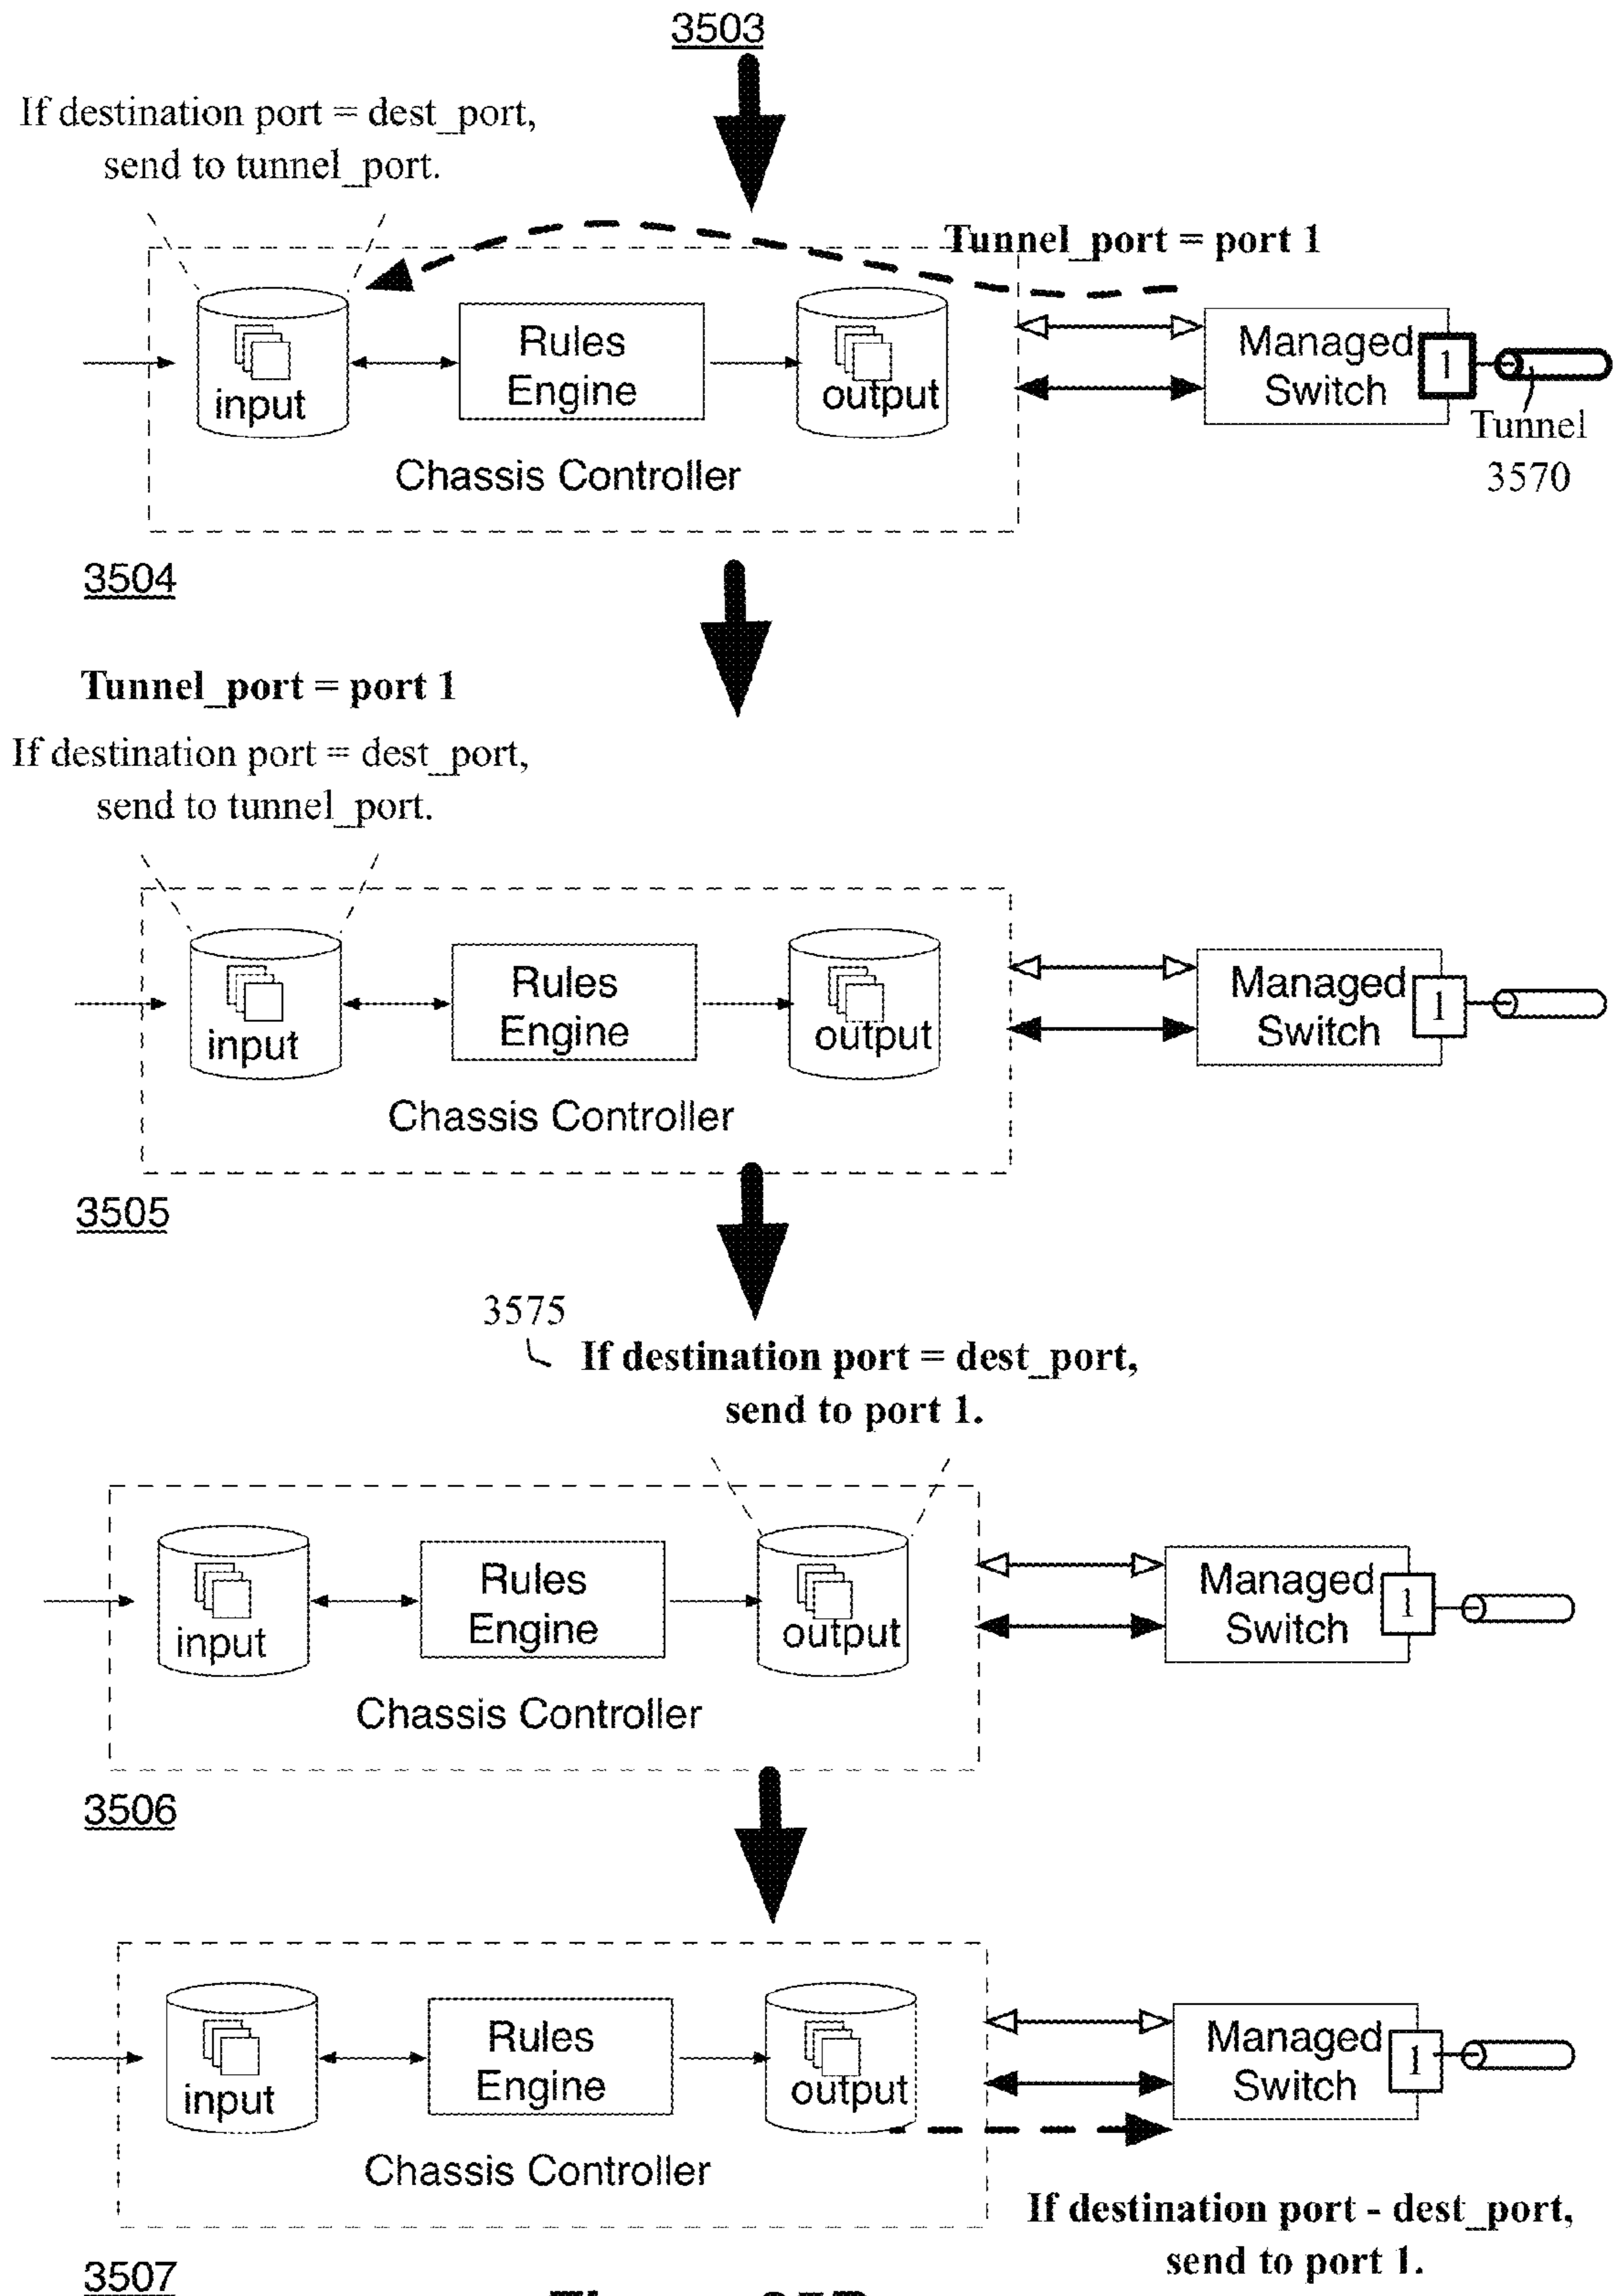 3503
If destination port = dest_port,
send to tunnel_port.
Tunnel_port = port 1
input
Rules
Engine
output
Managed
Switch
1
Tunnel
3570
Chassis Controller
3504
Tunnel_port = port 1
If destination port = dest_port,
send to tunnel_port.
input
Rules
Engine
output
Managed
Switch
1
Chassis Controller
3505
3575
If destination port = dest_port,
send to port 1.
input
Rules
Engine
output
Managed
Switch
1
Chassis Controller
3506
input
Rules
Engine
output
Managed
Switch
1
Chassis Controller
If destination port - dest_port,
send to port 1.
3507